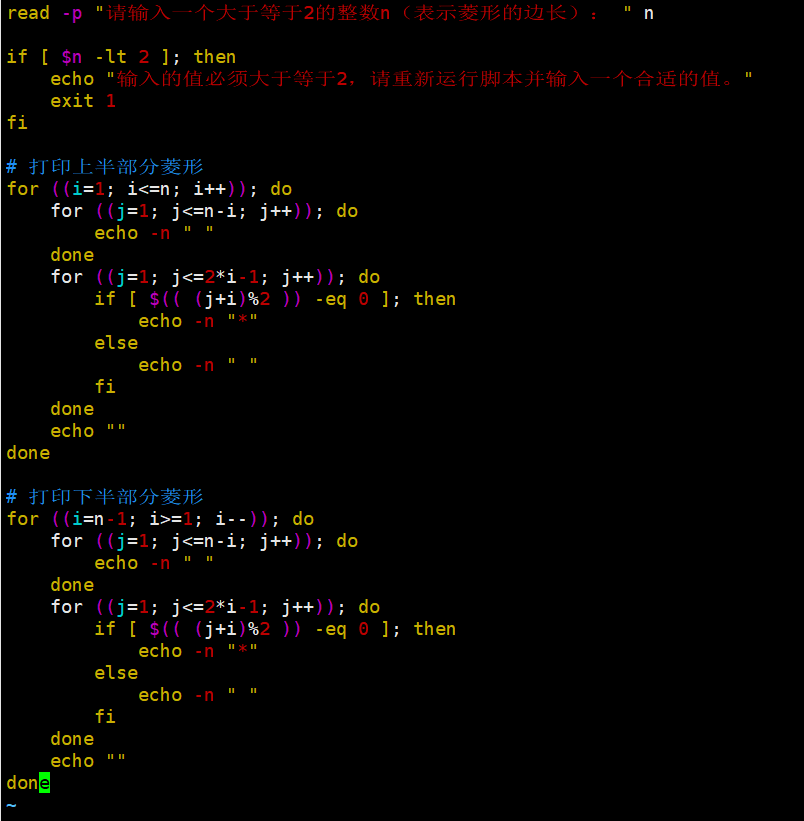 read -p "请输入一个大于等于2的整数n（表示菱形的边长）： " n

if [ $n -lt 2 ]; then
    echo "输入的值必须大于等于2，请重新运行脚本并输入一个合适的值。"
    exit 1
fi

# 打印上半部分菱形
for ((i=1; i<=n; i++)); do
    for ((j=1; j<=n-i; j++)); do
        echo -n " "
    done
    for ((j=1; j<=2*i-1; j++)); do
        if [ $(( (j+i)%2 )) -eq 0 ]; then
            echo -n "*"
        else
            echo -n " "
        fi
    done
    echo ""
done

# 打印下半部分菱形
for ((i=n-1; i>=1; i--)); do
    for ((j=1; j<=n-i; j++)); do
        echo -n " "
    done
    for ((j=1; j<=2*i-1; j++)); do
        if [ $(( (j+i)%2 )) -eq 0 ]; then
            echo -n "*"
        else
            echo -n " "
        fi
    done
    echo ""
done
~